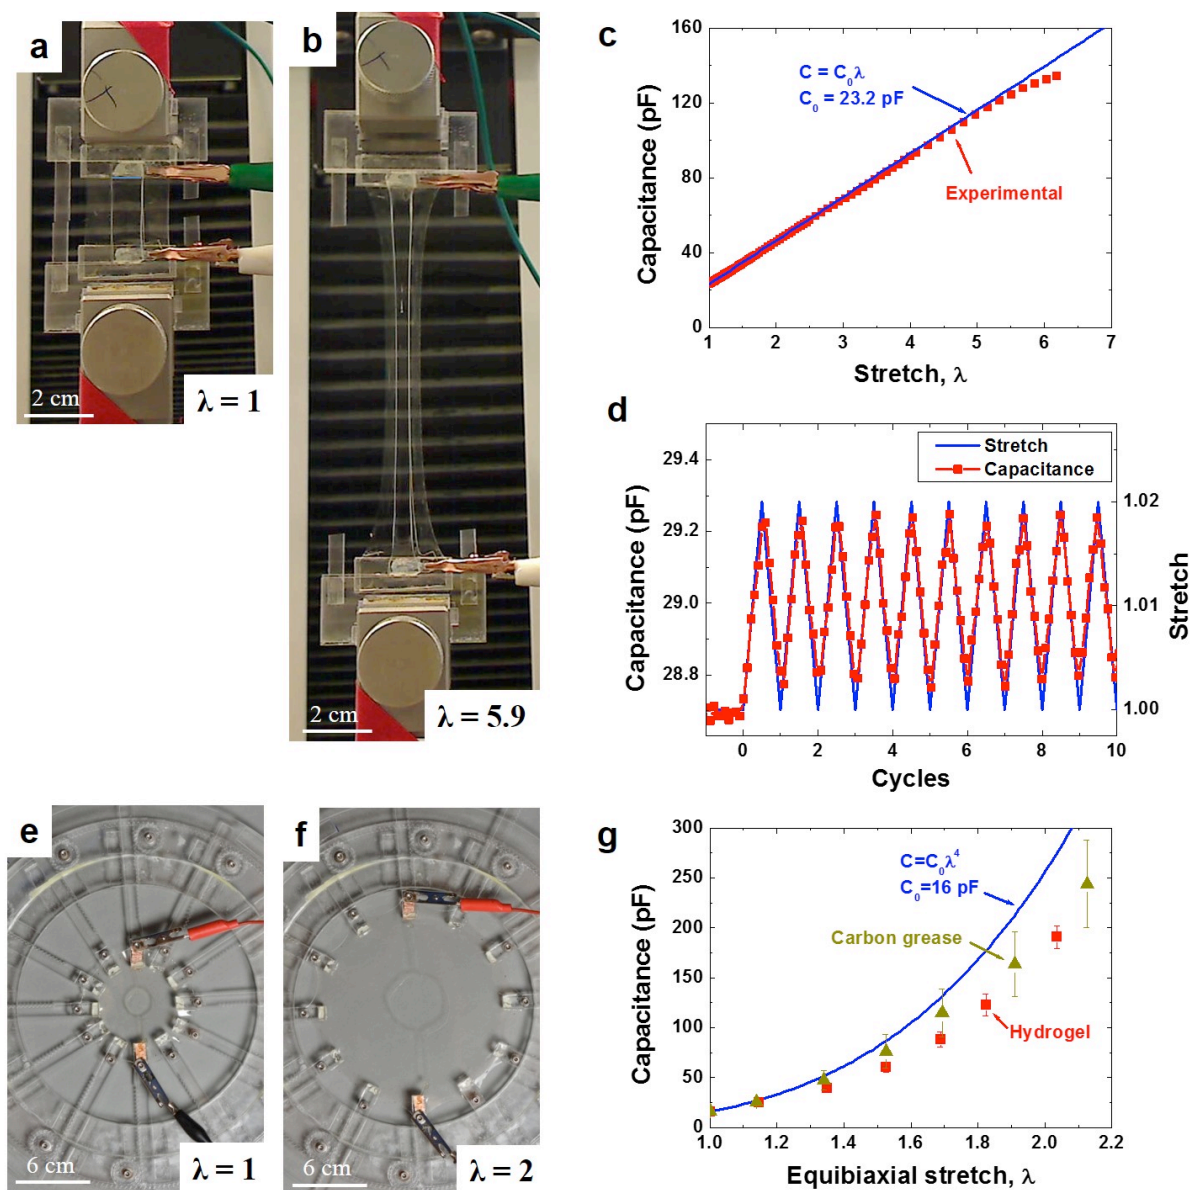 a
2 cm
λ = 1
b
2 cm
λ = 5.9
c
160
120
80
40
0
Capacitance (pF)
C = C₀λ
C₀ = 23.2 pF
Experimental
1 2 3 4 5 6 7
Stretch, λ
d
Stretch
Capacitance
29.4
29.2
29.0
28.8
Capacitance (pF)
1.02
1.01
1.00
Stretch
0 2 4 6 8 10
Cycles
e
6 cm
λ = 1
f
6 cm
λ = 2
g
300
250
200
150
100
50
0
Capacitance (pF)
C=C₀λ⁴
C₀=16 pF
Carbon grease
Hydrogel
1.0 1.2 1.4 1.6 1.8 2.0 2.2
Equibiaxial stretch, λ